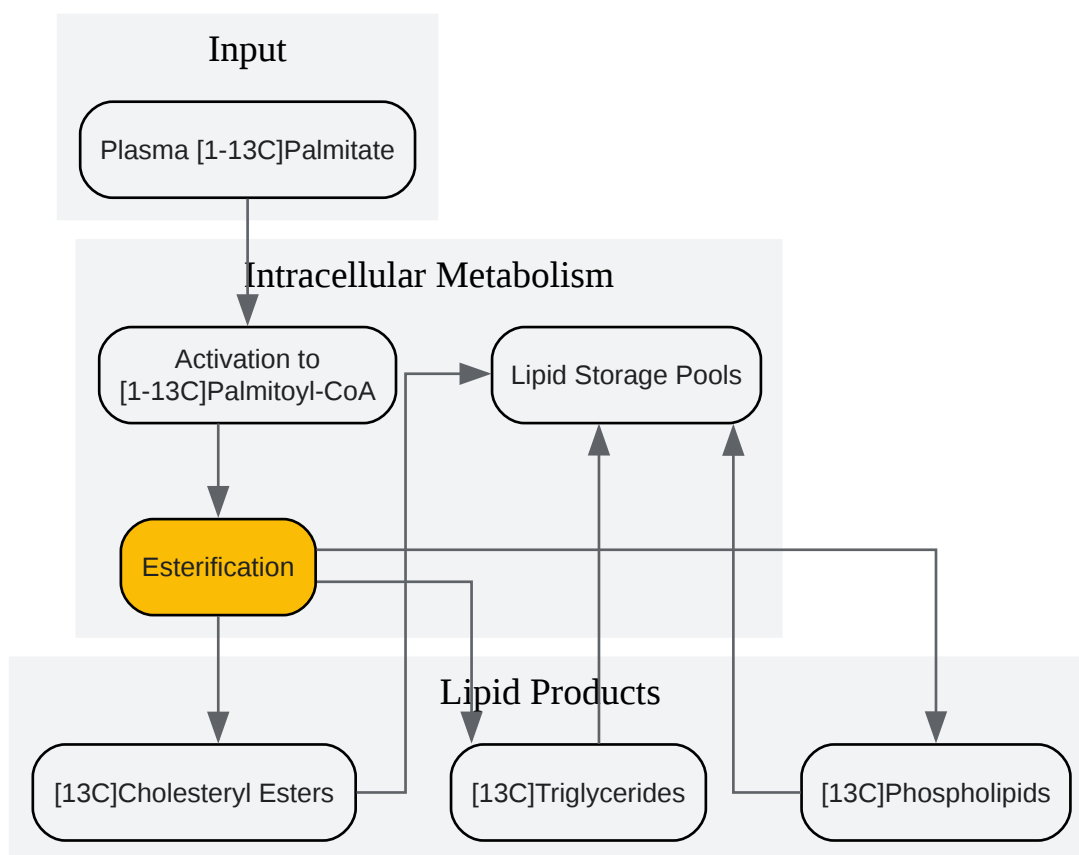 Input
Plasma [1-13C]Palmitate
Intracellular Metabolism
Activation to
[1-13C]Palmitoyl-CoA
Lipid Storage Pools
Esterification
Lipid Products
[13C]Cholesteryl Esters
[13C]Triglycerides
[13C]Phospholipids